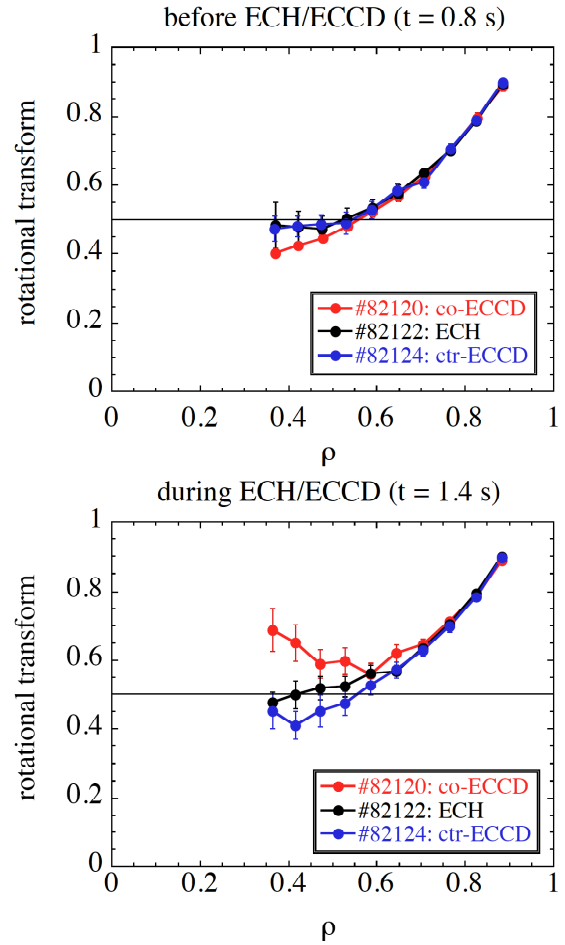 before ECH/ECCD (t = 0.8 s)
rotational transform
1
0.8
0.6
0.4
0.2
0
#82120: co-ECCD
#82122: ECH
#82124: ctr-ECCD
0 0.2 0.4 0.6 0.8 1
ρ
during ECH/ECCD (t = 1.4 s)
rotational transform
1
0.8
0.6
0.4
0.2
0
#82120: co-ECCD
#82122: ECH
#82124: ctr-ECCD
0 0.2 0.4 0.6 0.8 1
ρ